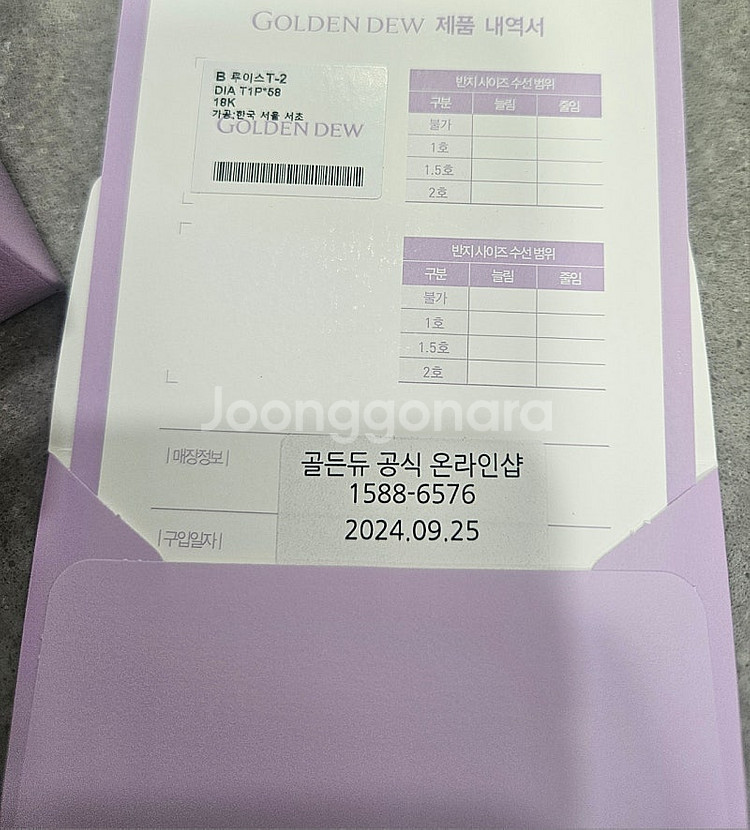 GOLDEN DEW 제품 내역서
B 루이스T-2
DIA T1P*58
18K
가공;한국 서울 서초
GOLDEN DEW
반지 사이즈 수선 범위
구분 늘림 줄임
불가
1호
1.5호
2호
반지 사이즈 수선 범위
구분 늘림 줄임
불가
1호
1.5호
2호
Joonggonara
|매장정보|
골든듀 공식 온라인샵
1588-6576
|구입일자|
2024.09.25